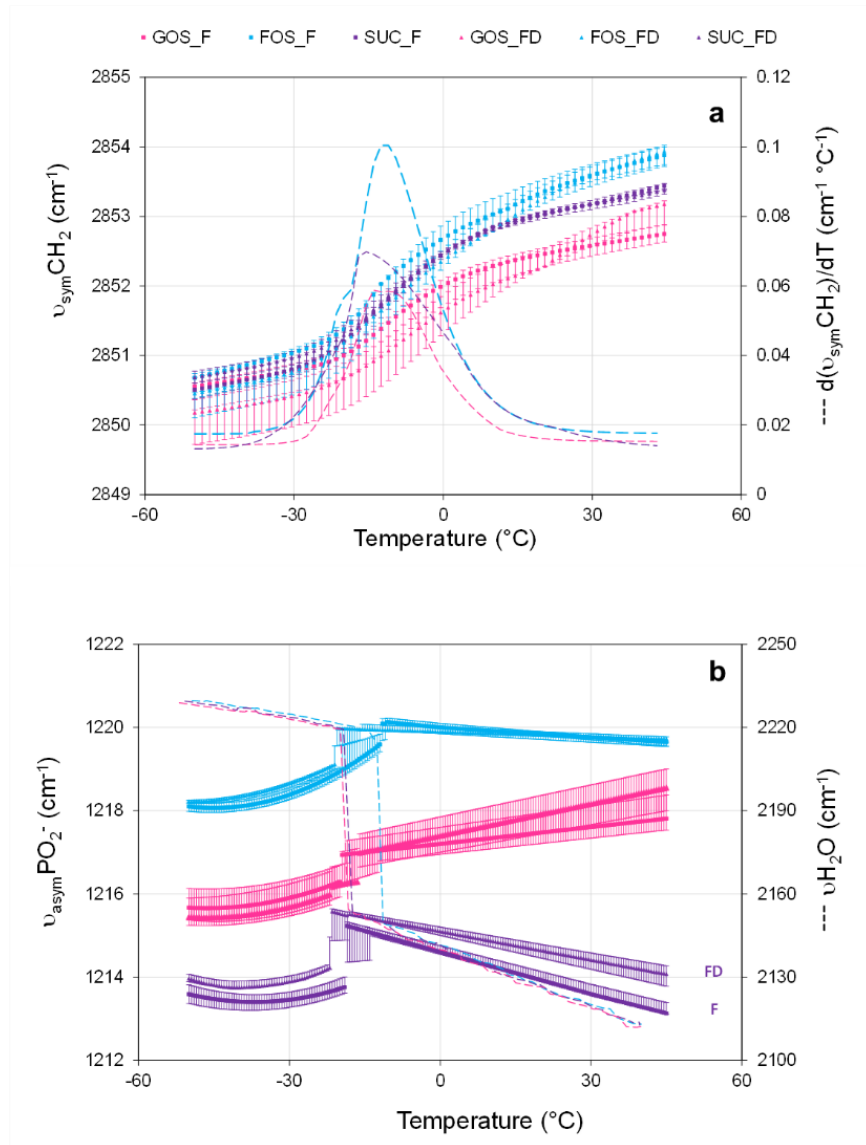 GOS_F FOS_F SUC_F GOS_FD FOS_FD SUC_FD
a
2855
2854
2853
2852
2851
2850
2849
0.12
0.1
0.08
0.06
0.04
0.02
0
-60 -30 0 30 60
υsymCH2 (cm-1)
--- d(υsymCH2)/dT (cm-1 °C-1)
Temperature (°C)
b
1222
1220
1218
1216
1214
1212
2250
2220
2190
2160
2130
2100
FD
F
-60 -30 0 30 60
υasymPO2- (cm-1)
--- υH2O (cm-1)
Temperature (°C)